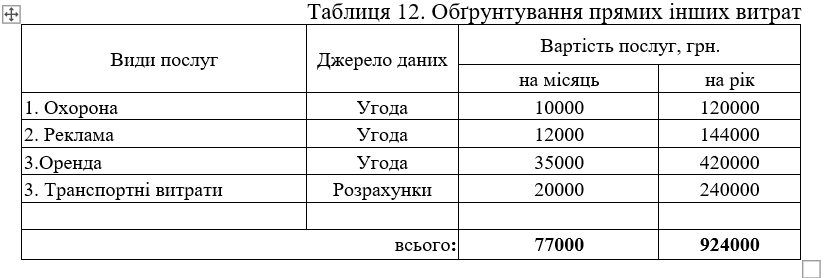 Таблиця 12. Обґрунтування прямих інших витрат
Види послуг Джерело даних Вартість послуг, грн.
на місяць на рік
1. Охорона Угода 10000 120000
2. Реклама Угода 12000 144000
3.Оренда Угода 35000 420000
3. Транспортні витрати Розрахунки 20000 240000
всього: 77000 924000